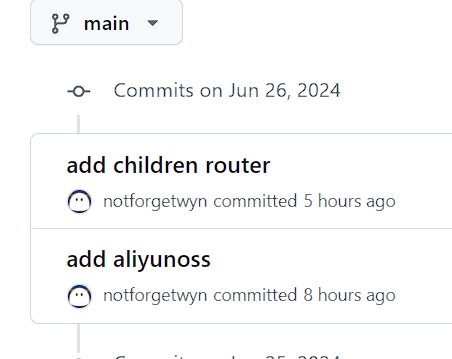 main
Commits on Jun 26, 2024
add children router
notforgetwyn committed 5 hours ago
add aliyunoss
notforgetwyn committed 8 hours ago